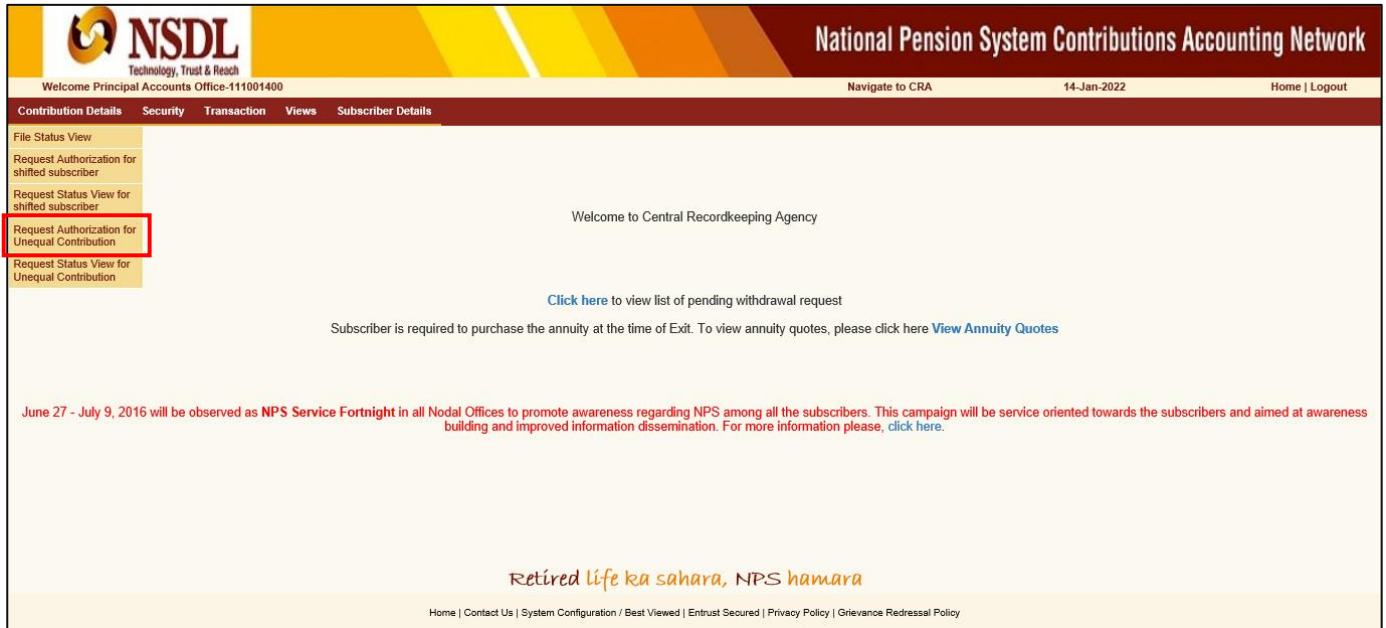 NSDL
Technology, Trust & Reach
National Pension System Contributions Accounting Network
Welcome Principal Accounts Office-111001400
Navigate to CRA
14-Jan-2022
Home | Logout
Contribution Details Security Transaction Views Subscriber Details
File Status View
Request Authorization for
shifted subscriber
Request Status View for
shifted subscriber
Request Authorization for
Unequal Contribution
Request Status View for
Unequal Contribution
Welcome to Central Recordkeeping Agency
Click here to view list of pending withdrawal request
Subscriber is required to purchase the annuity at the time of Exit. To view annuity quotes, please click here View Annuity Quotes
June 27 - July 9, 2016 will be observed as NPS Service Fortnight in all Nodal Offices to promote awareness regarding NPS among all the subscribers. This campaign will be service oriented towards the subscribers and aimed at awareness
building and improved information dissemination. For more information please, click here.
Retired life ka sahara, NPS hamara
Home | Contact Us | System Configuration / Best Viewed | Entrust Secured | Privacy Policy | Grievance Redressal Policy